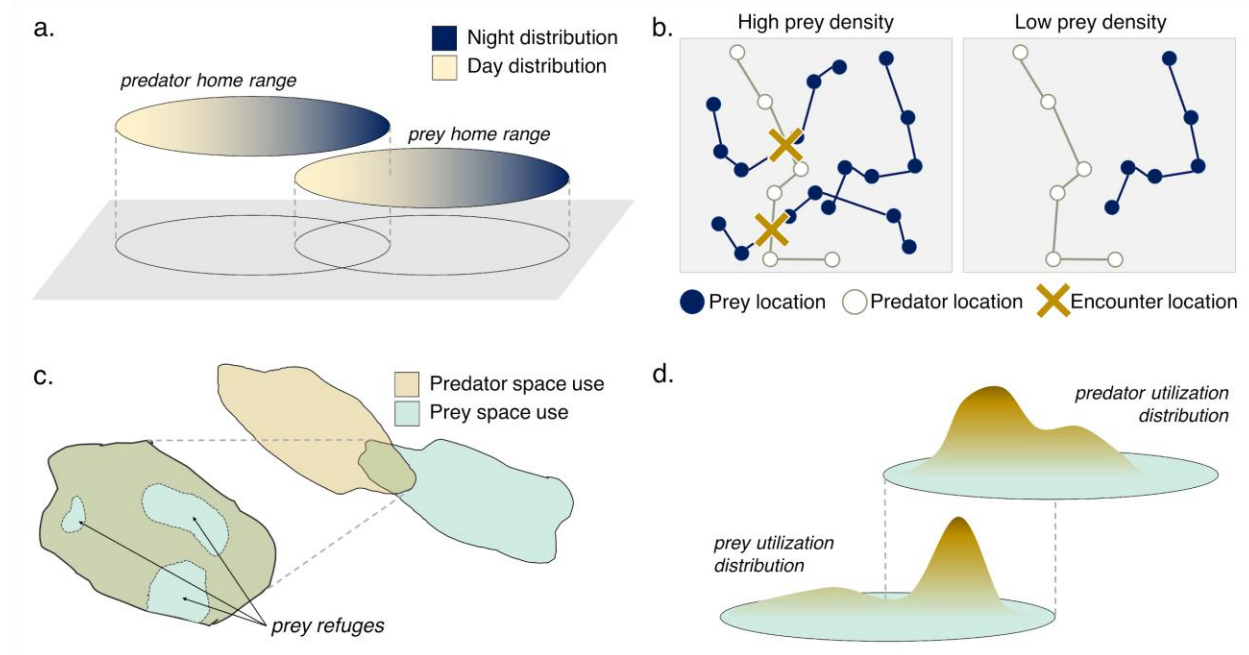 a.
Night distribution
Day distribution
predator home range
prey home range
b.
High prey density
Low prey density
Prey location
Predator location
Encounter location
c.
Predator space use
Prey space use
prey refuges
d.
predator utilization
distribution
prey utilization
distribution